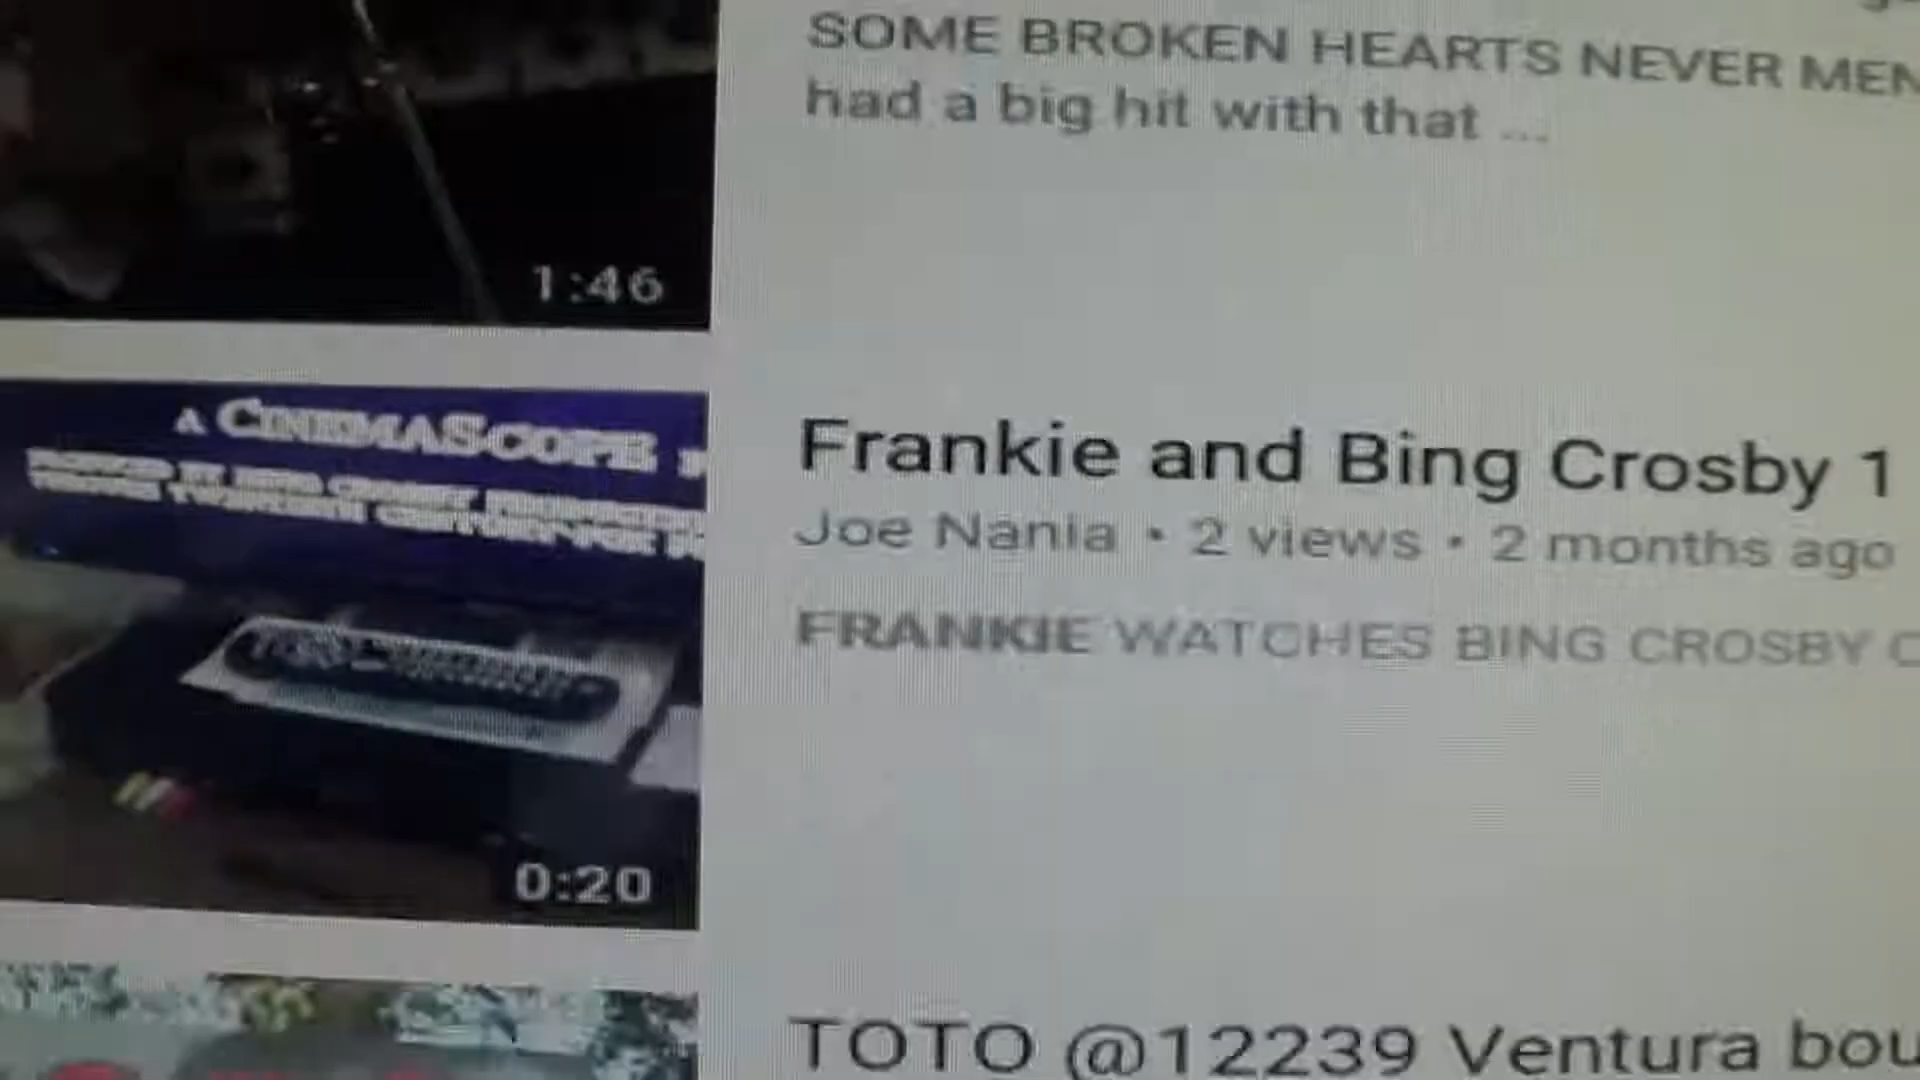 SOME BROKEN HEARTS NEVER MEN
had a big hit with that ...
1:46
A CINEMASCOPE
Frankie and Bing Crosby 1
Joe Nania • 2 views • 2 months ago
FRANKIE WATCHES BING CROSBY C
0:20
TOTO @12239 Ventura bou